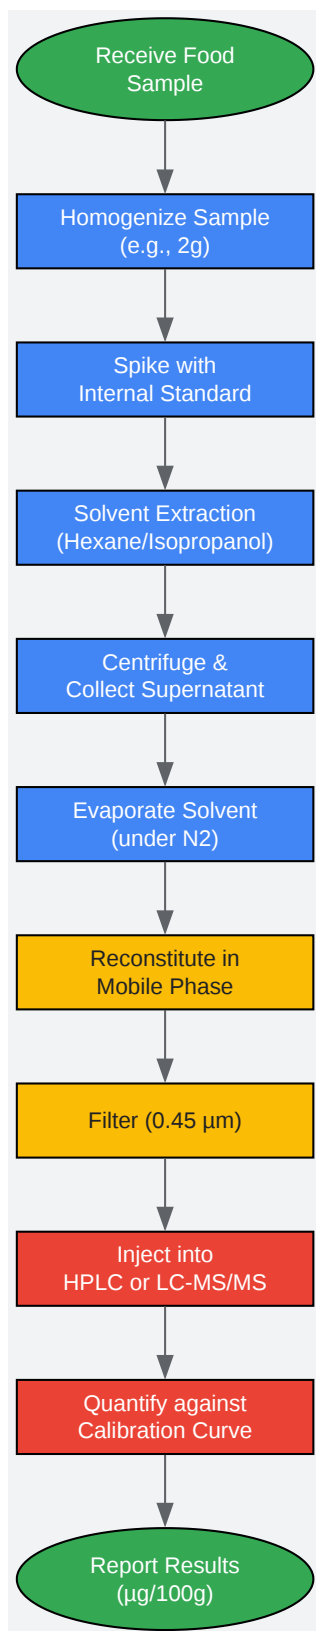 Receive Food
Sample
Homogenize Sample
(e.g., 2g)
Spike with
Internal Standard
Solvent Extraction
(Hexane/Isopropanol)
Centrifuge &
Collect Supernatant
Evaporate Solvent
(under N2)
Reconstitute in
Mobile Phase
Filter (0.45 µm)
Inject into
HPLC or LC-MS/MS
Quantify against
Calibration Curve
Report Results
(µg/100g)